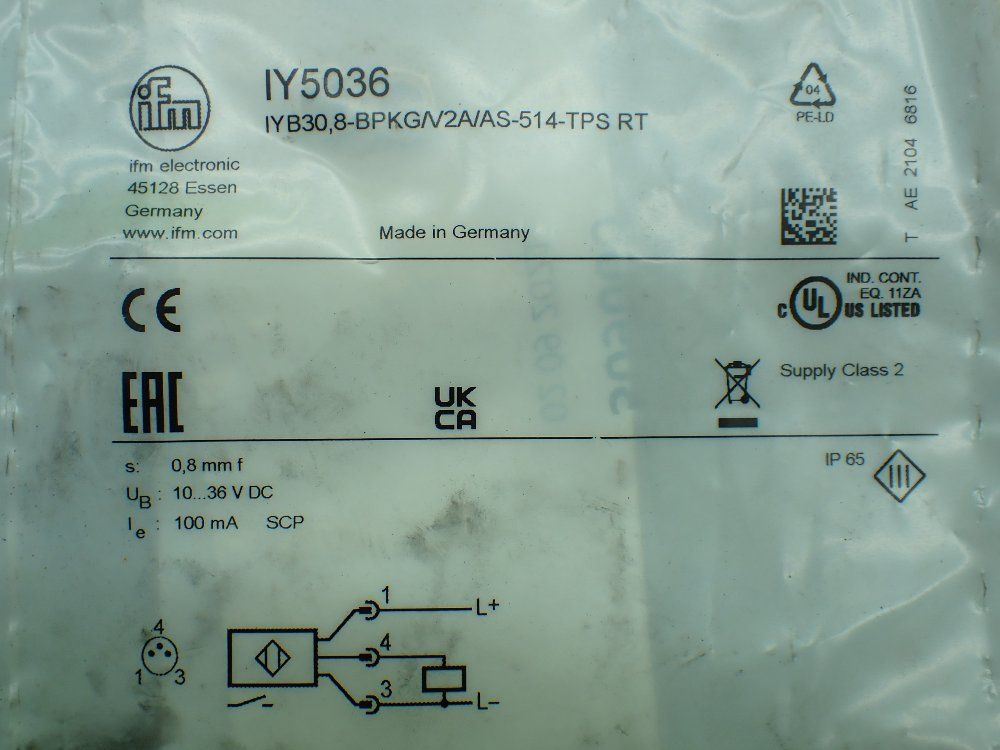 ifm
IY5036
IYB30,8-BPKG/V2A/AS-514-TPS RT
ifm electronic
45128 Essen
Germany
www.ifm.com
Made in Germany
04
PE-LD
T AE 2104 6816
CE
C UL US LISTED
IND. CONT.
EQ. 11ZA
EAC
UK
CA
Supply Class 2
s: 0,8 mm f
UB : 10...36 V DC
Ie : 100 mA SCP
IP 65
III
4
1 3
1 L+
4
3 L-